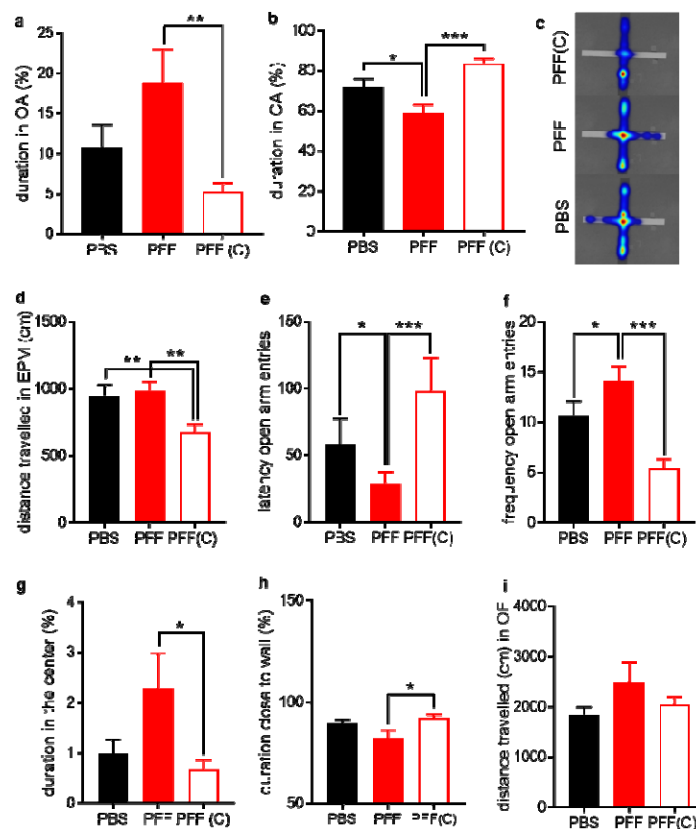 a
duration in OA (%)
25
20
15
10
5
0
**
PBS PFF PFF (C)
b
duration in CA (%)
100
80
60
40
20
0
* ***
PBS PFF PFF (C)
c
PFF(C)
PFF
PBS
d
distance travelled in EPM (cm)
1500
1000
500
0
** **
PBS PFF PFF(C)
e
latency open arm entries
150
100
50
0
* ***
PBS PFF PFF(C)
f
frequency open arm entries
20
15
10
5
0
* ***
PBS PFF PFF(C)
g
duration in the center (%)
4
3
2
1
0
*
PBS PFF PFF (C)
h
duration close to wall (%)
150
100
50
*
PBS PFF PFF(C)
i
distance travelled (cm) in OF
4000
3000
2000
1000
0
PBS PFF PFF(C)